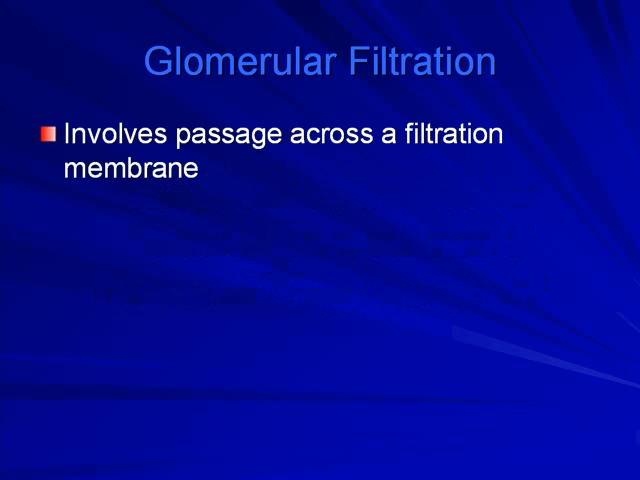 Glomerular Filtration
Involves passage across a filtration
membrane